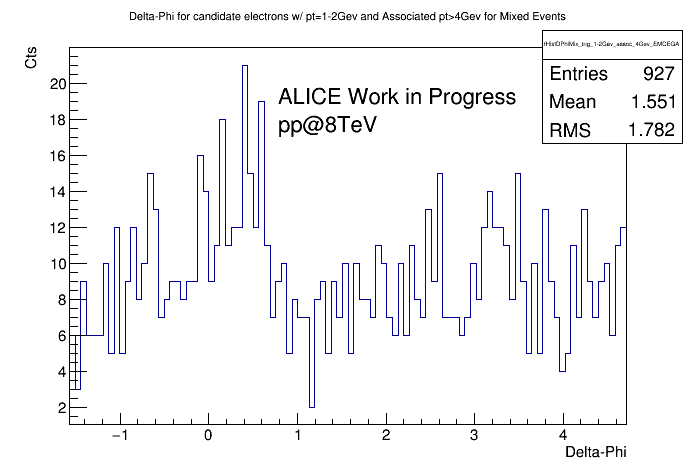 Delta-Phi for candidate electrons w/ pt=1-2Gev and Associated pt>4Gev for Mixed Events
Cts
fHistDPhiMix_trig_1-2Gev_assoc_4Gev_EMCEGA
Entries 927
Mean 1.551
RMS 1.782
ALICE Work in Progress
pp@8TeV
20
18
16
14
12
10
8
6
4
2
−1 0 1 2 3 4
Delta-Phi